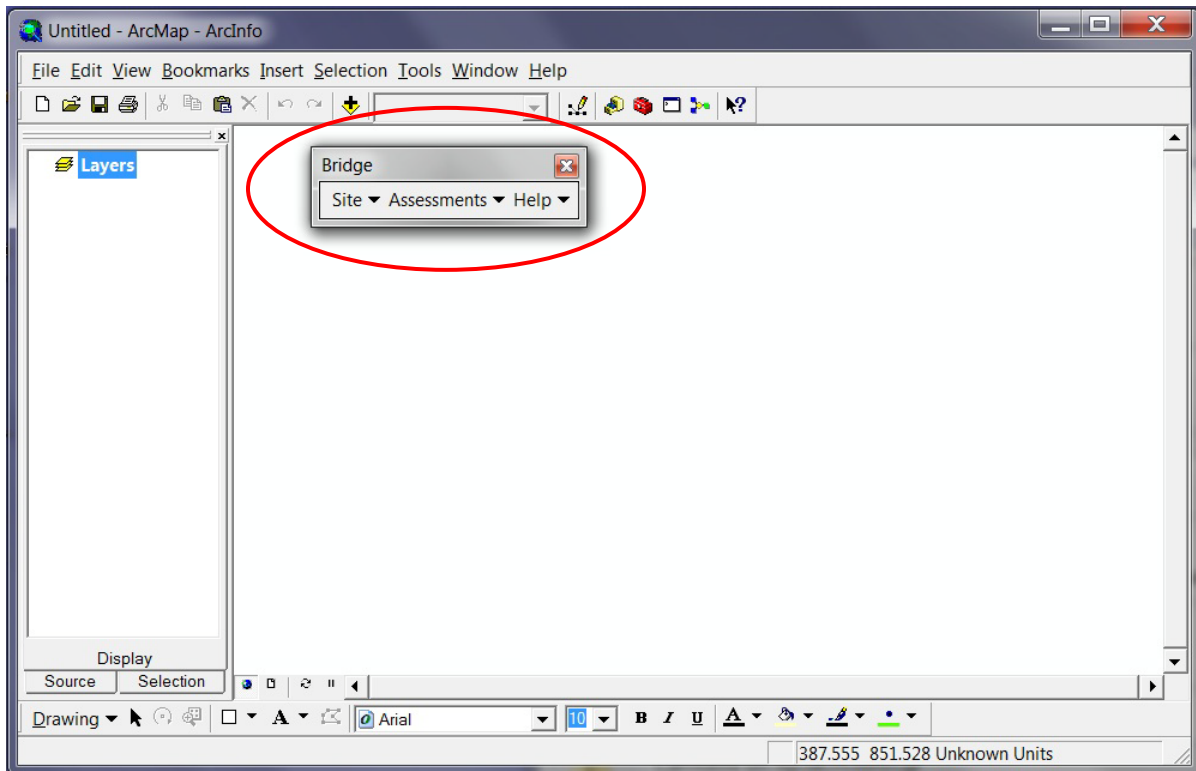 Untitled - ArcMap - ArcInfo
File Edit View Bookmarks Insert Selection Tools Window Help
Layers
Bridge
Site Assessments Help
Display
Source Selection
Drawing A Arial 10 B I U A
387.555 851.528 Unknown Units